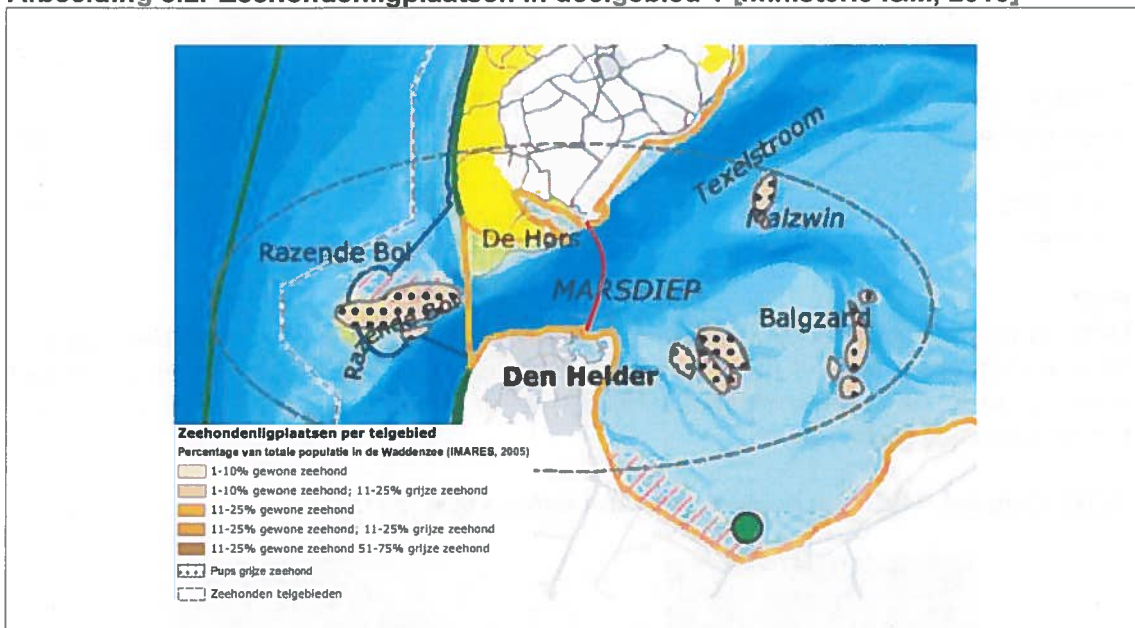 Razende Bol
De Hors
Texelstroom
Malzwin
MARSDIEP
Razende Bol
Balgzand
Den Helder
Zeehondenligplaatsen per telgebied
Percentage van totale populatie in de Waddenzee (IMARES, 2005)
1-10% gewone zeehond
1-10% gewone zeehond; 11-25% grijze zeehond
11-25% gewone zeehond
11-25% gewone zeehond; 11-25% grijze zeehond
11-25% gewone zeehond 51-75% grijze zeehond
Pups grijze zeehond
Zeehonden telgebieden